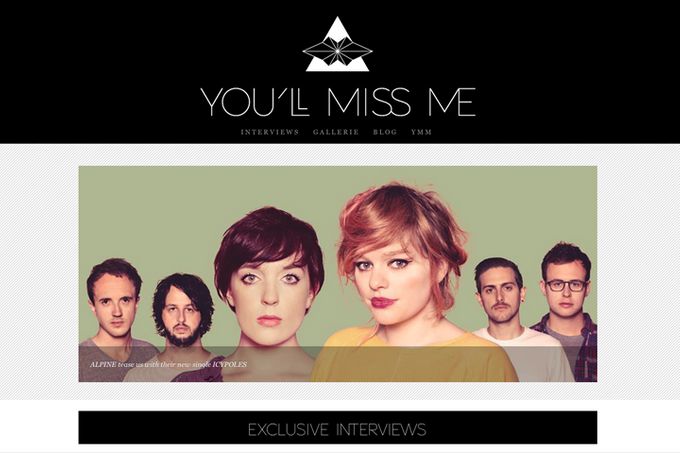 YOU'LL MISS ME
INTERVIEWS GALLERIE BLOG YMM
ALPINE tease us with their new single ICYPOLES
EXCLUSIVE INTERVIEWS